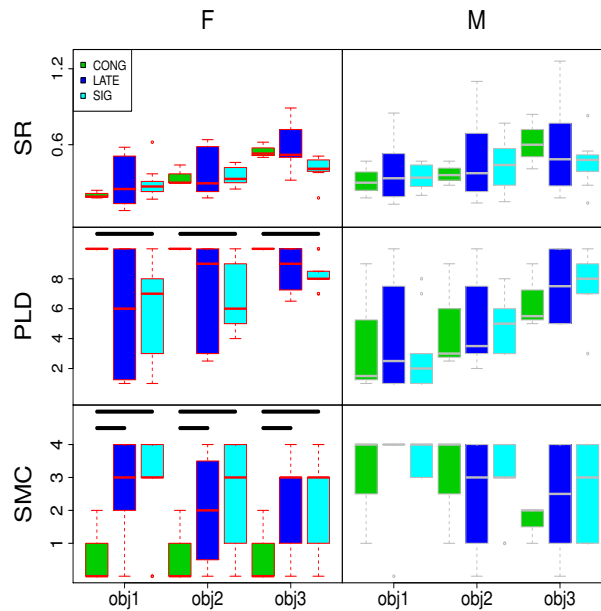 F M
CONG
LATE
SIG
SR
1.2
0.6
PLD
8
6
4
2
SMC
4
3
2
1
obj1 obj2 obj3 obj1 obj2 obj3